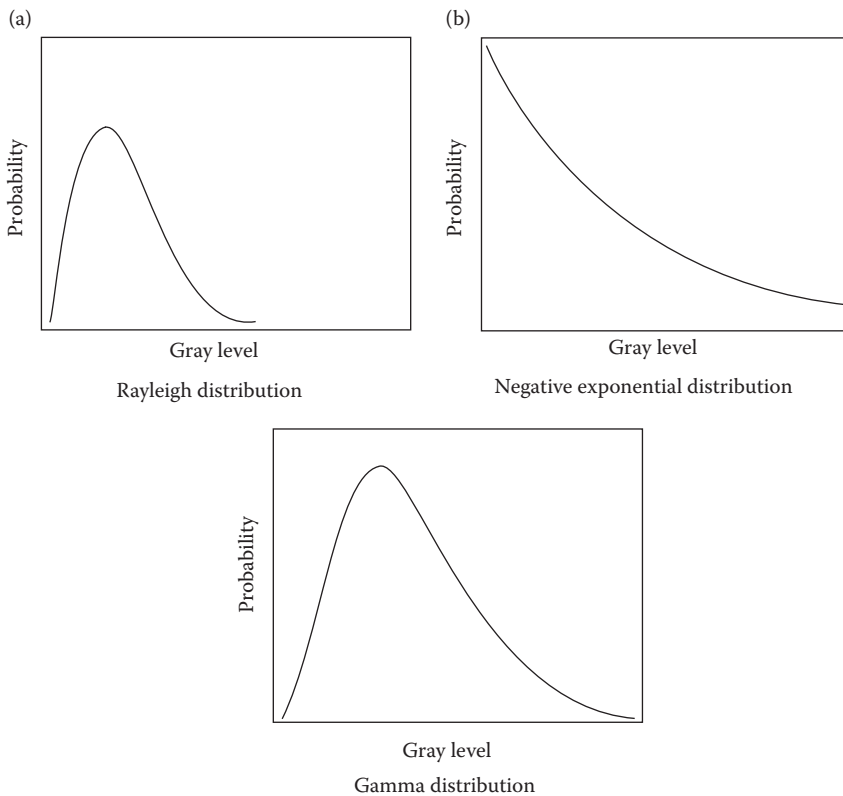 (a)
Probability
Gray level
Rayleigh distribution
(b)
Probability
Gray level
Negative exponential distribution
Probability
Gray level
Gamma distribution